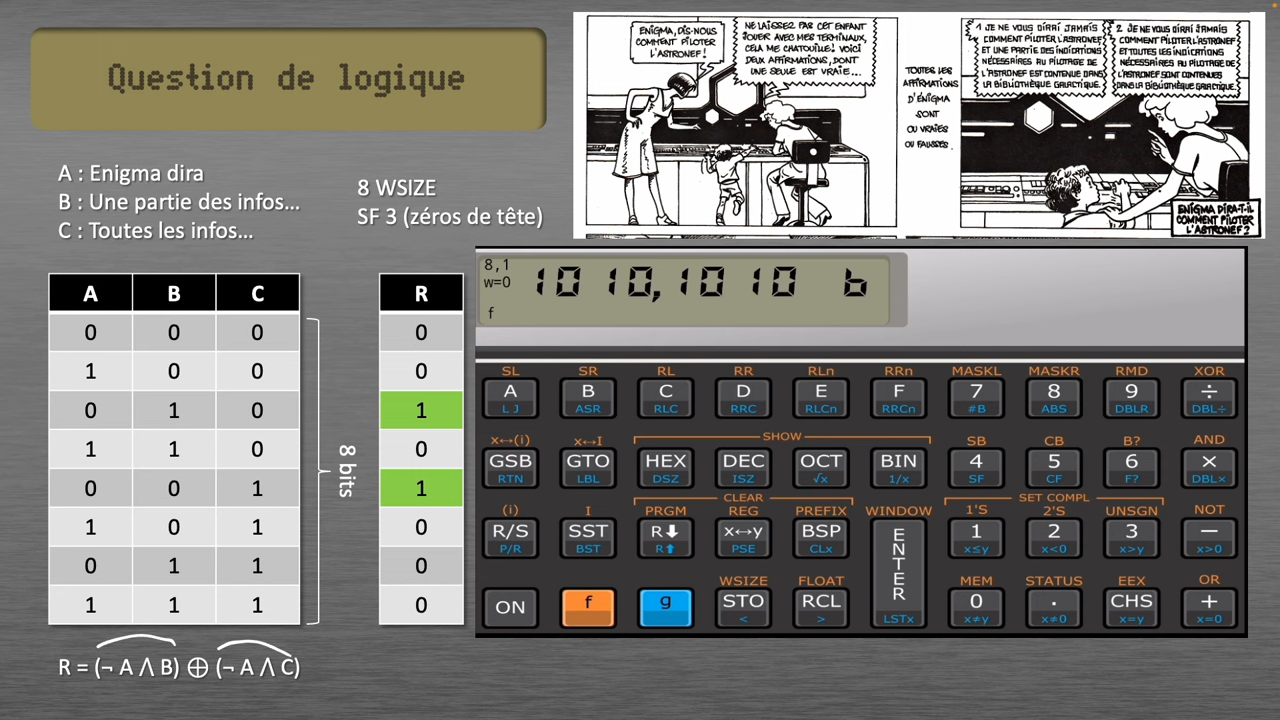 Question de logique
ENIGMA, DIS-NOUS
COMMENT PILOTER
L'ASTRONEF !
NE LAISSEZ PAS CET ENFANT
JOUER AVEC MES TERMINAUX,
CELA ME CHATOUILLE ! VOICI
DEUX AFFIRMATIONS, DONT
UNE SEULE EST VRAIE...
TOUTES LES
AFFIRMATIONS
D'ÉNIGMA
SONT
OU VRAIES
OU FAUSSES.
1 JE NE VOUS DIRAI JAMAIS
COMMENT PILOTER L'ASTRONEF
ET UNE PARTIE DES INDICATIONS
NÉCESSAIRES AU PILOTAGE DE
L'ASTRONEF EST CONTENUE DANS
LA BIBLIOTHÈQUE GALACTIQUE.
2 JE NE VOUS DIRAI JAMAIS
COMMENT PILOTER L'ASTRONEF
ET TOUTES LES INDICATIONS
NÉCESSAIRES AU PILOTAGE DE
L'ASTRONEF SONT CONTENUES
DANS LA BIBLIOTHÈQUE GALACTIQUE.
ENIGMA DIRA-T-IL
COMMENT PILOTER
L'ASTRONEF ?
A : Enigma dira
B : Une partie des infos...
C : Toutes les infos...
8 WSIZE
SF 3 (zéros de tête)
A B C R
0 0 0 0
1 0 0 0
0 1 0 1
1 1 0 0
0 0 1 1
1 0 1 0
0 1 1 0
1 1 1 0
8 bits
R = (¬ A ⋀ B) ⊕ (¬ A ⋀ C)
8,1
w=0
1010,1010 b
f
SL SR RL RR RLn RRn MASKL MASKR RMD XOR
A B C D E F 7 8 9 ÷
LJ ASR RLC RRC RLCn RRCn #B ABS DBLR DBL÷
x↔(i) x↔I SHOW SB CB B? AND
GSB GTO HEX DEC OCT BIN 4 5 6 ×
RTN LBL DSZ ISZ √x 1/x SF CF F? DBL×
CLEAR SET COMPL
(i) I PRGM REG PREFIX WINDOW 1'S 2'S UNSGN NOT
R/S SST R⬇ x↔y BSP ENTER 1 2 3 −
P/R BST R⬆ PSE CLx x≤y x<0 x>y x>0
WSIZE FLOAT MEM STATUS EEX OR
ON f g STO RCL 0 . CHS +
< > LSTx x≠y x≠0 x=y x=0